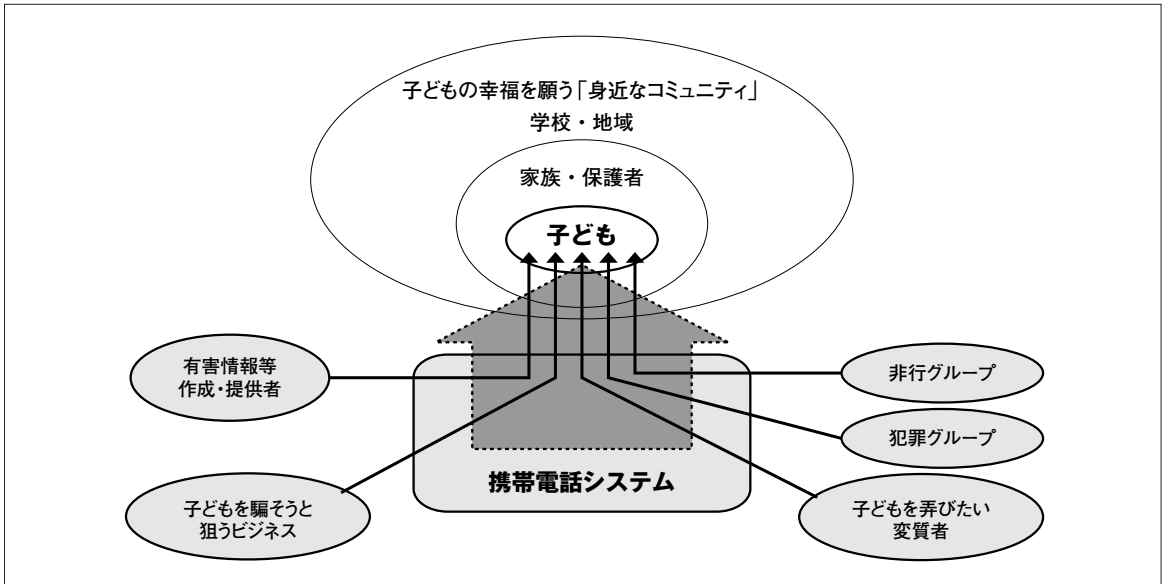 子どもの幸福を願う「身近なコミュニティ」
学校・地域
家族・保護者
子ども
有害情報等
作成・提供者
非行グループ
犯罪グループ
携帯電話システム
子どもを騙そうと
狙うビジネス
子どもを弄びたい
変質者